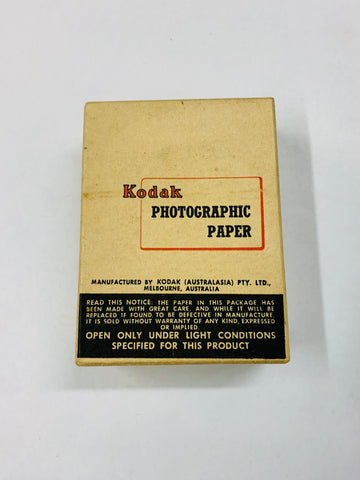 Kodak
PHOTOGRAPHIC
PAPER
MANUFACTURED BY KODAK (AUSTRALASIA) PTY. LTD.,
MELBOURNE, AUSTRALIA
READ THIS NOTICE: THE PAPER IN THIS PACKAGE HAS
BEEN MADE WITH GREAT CARE, AND WHILE IT WILL BE
REPLACED IF FOUND TO BE DEFECTIVE IN MANUFACTURE,
IT IS SOLD WITHOUT WARRANTY OF ANY KIND, EXPRESSED
OR IMPLIED.
OPEN ONLY UNDER LIGHT CONDITIONS
SPECIFIED FOR THIS PRODUCT